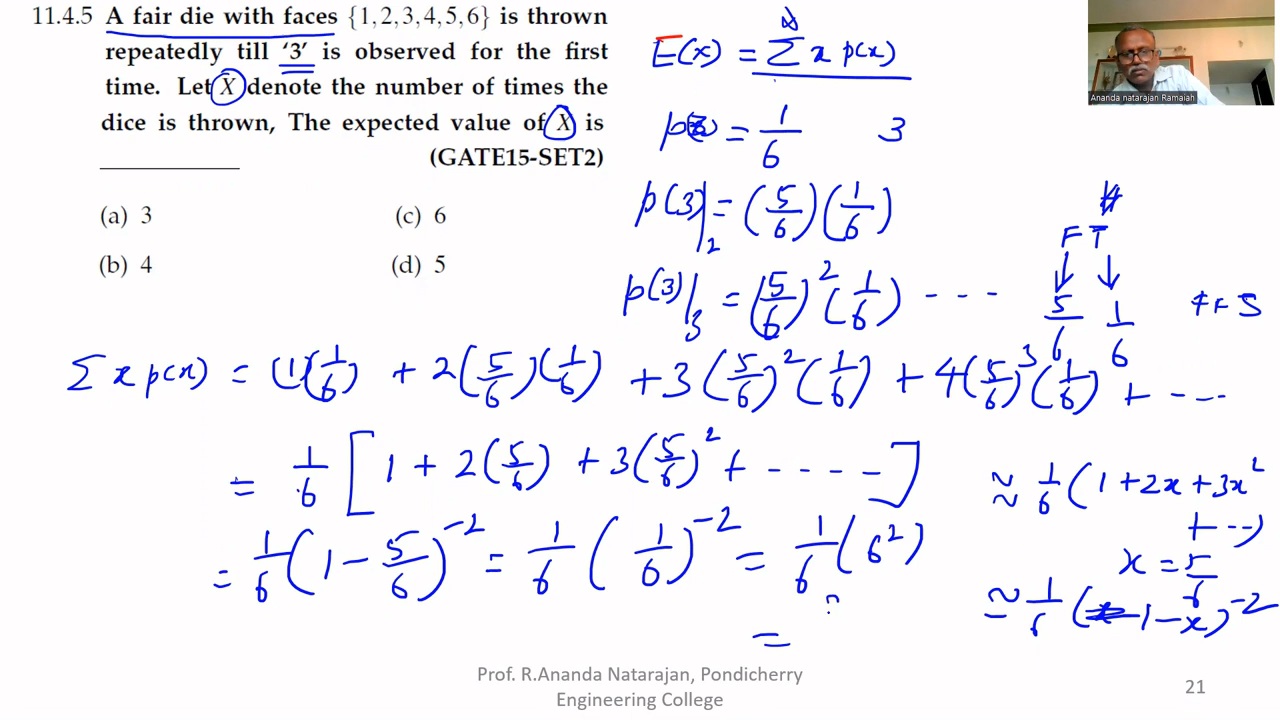 11.4.5 A fair die with faces {1,2,3,4,5,6} is thrown
repeatedly till '3' is observed for the first
time. Let X denote the number of times the
dice is thrown, The expected value of X is
(GATE15-SET2)
(a) 3
(c) 6
(b) 4
(d) 5
E(x) = ∑ x p(x)
= 1/6 3
p(3)|₂ = (5/6)(1/6)
p(3)|₃ = (5/6)² (1/6) - - -
F T
5/6 1/6
F F S
∑ x p(x) = (1)(1/6) + 2(5/6)(1/6) + 3(5/6)²(1/6) + 4(5/6)³(1/6) + - - -
= 1/6 [1 + 2(5/6) + 3(5/6)² + - - - - -]
≈ 1/6 (1 + 2x + 3x²
+ - -)
x = 5/6
= 1/6 (1 - 5/6)⁻² = 1/6 (1/6)⁻² = 1/6 (6²)
≃ 1/6 (1 - x)⁻²
=
Ananda natarajan Ramaiah
Prof. R.Ananda Natarajan, Pondicherry
Engineering College
21